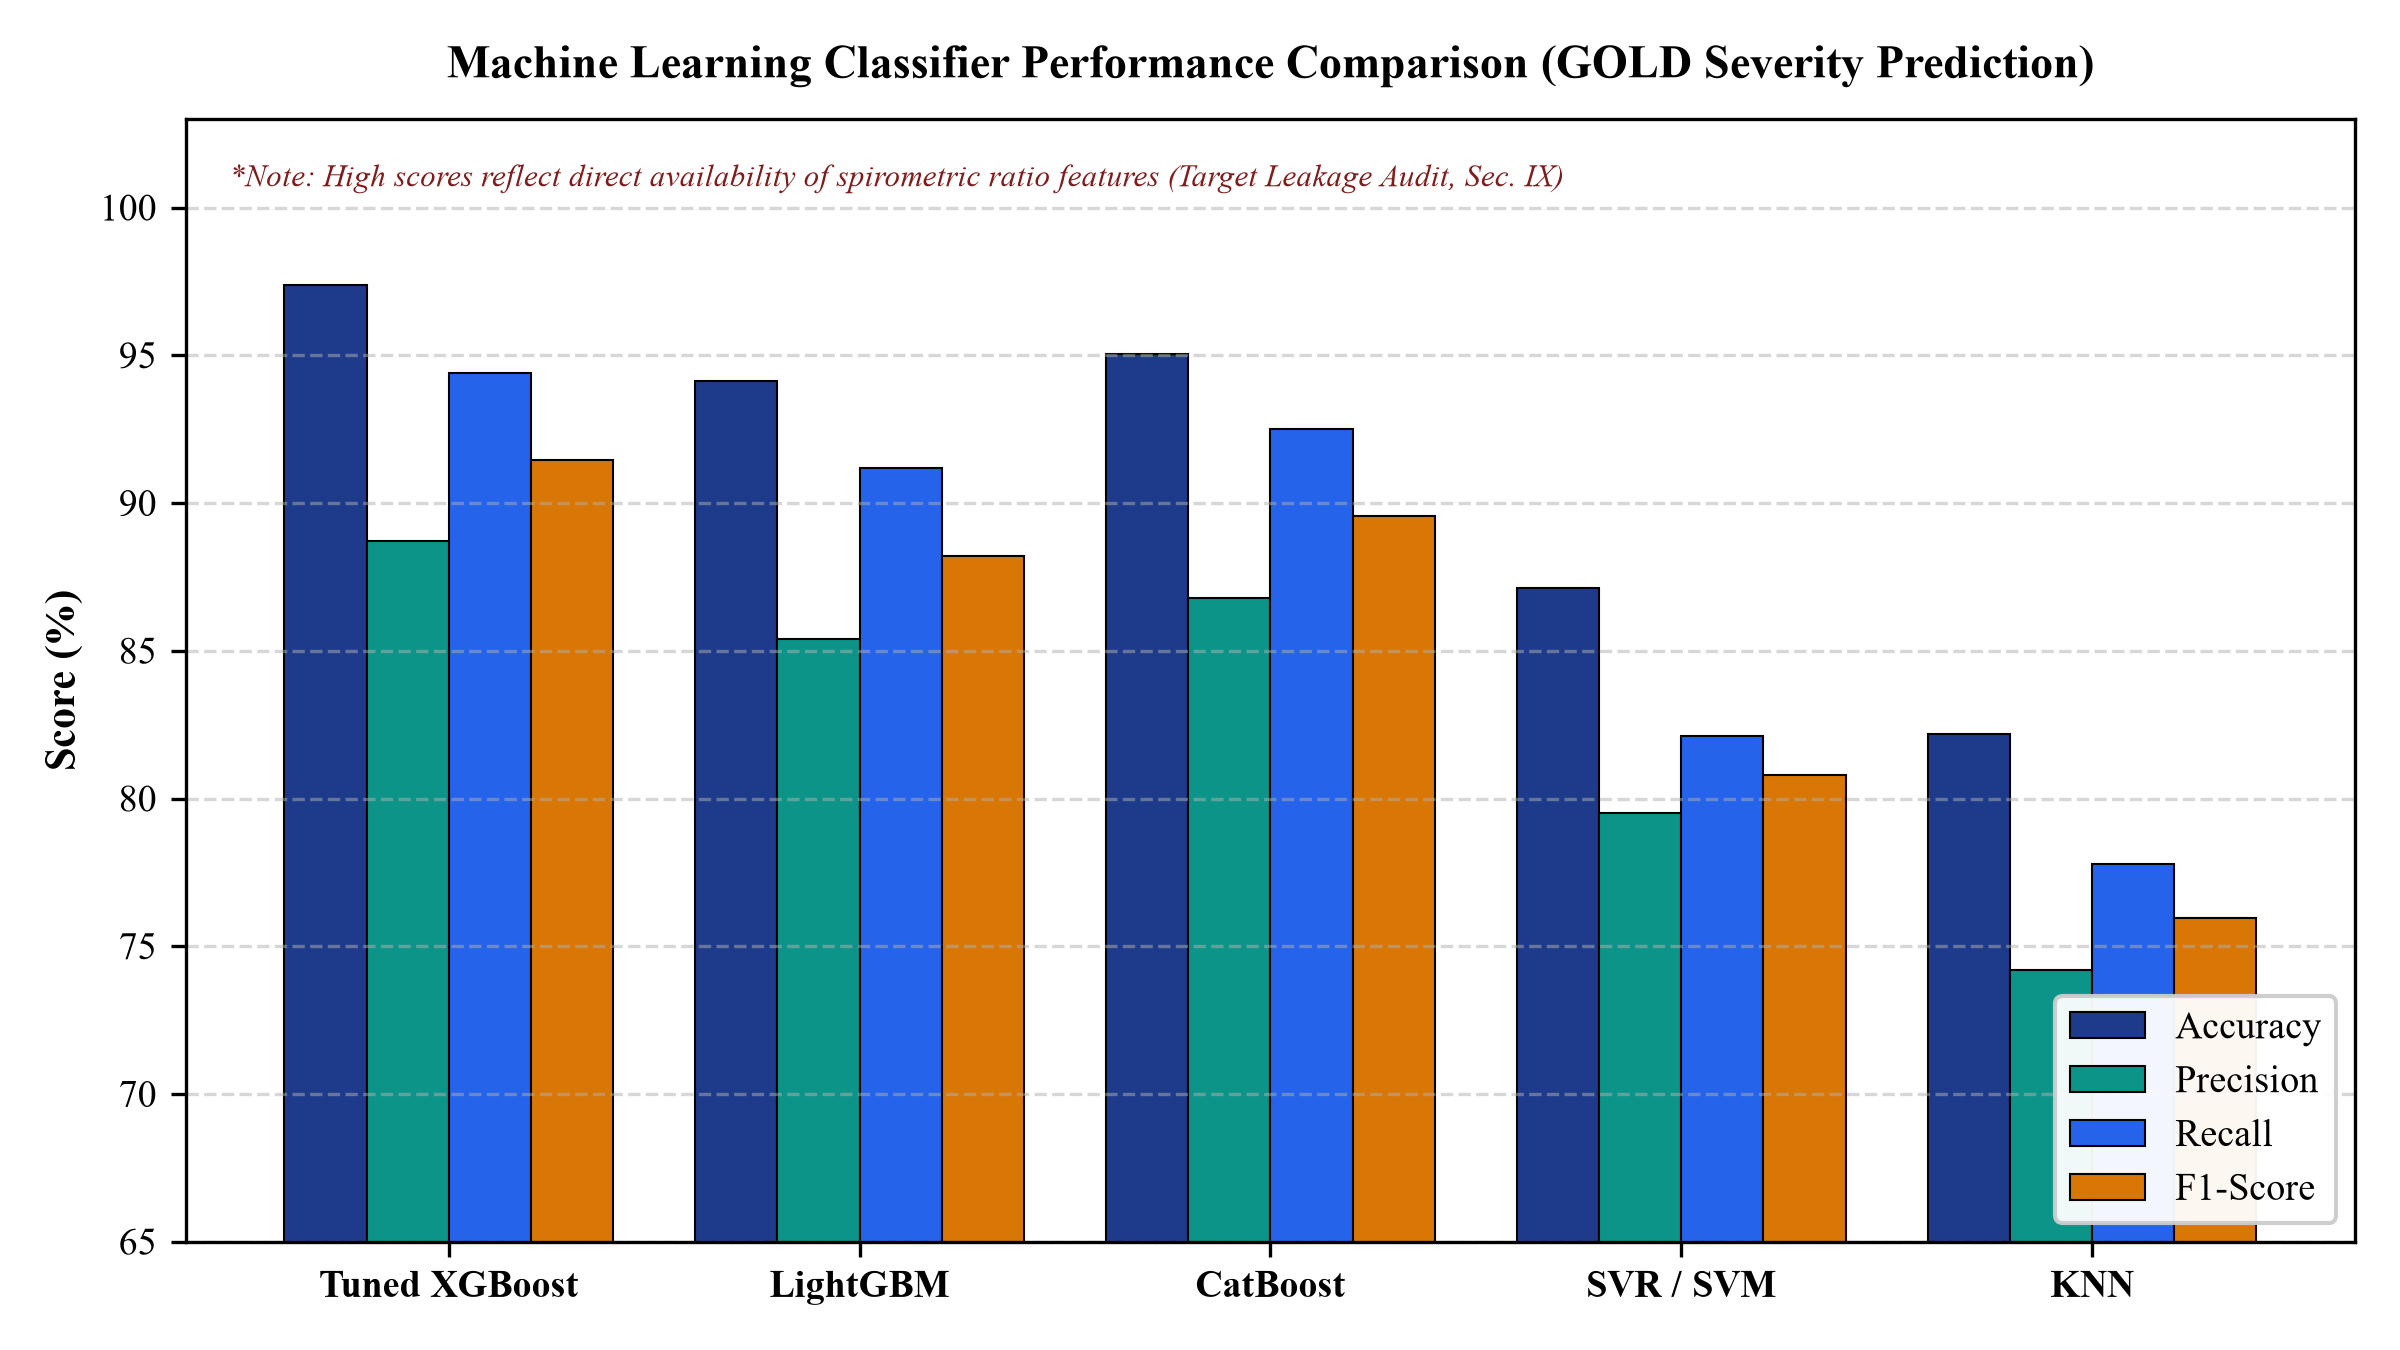 Machine Learning Classifier Performance Comparison (GOLD Severity Prediction)
*Note: High scores reflect direct availability of spirometric ratio features (Target Leakage Audit, Sec. IX)
Score (%)
100
95
90
85
80
75
70
65
Accuracy
Precision
Recall
F1-Score
Tuned XGBoost
LightGBM
CatBoost
SVR / SVM
KNN